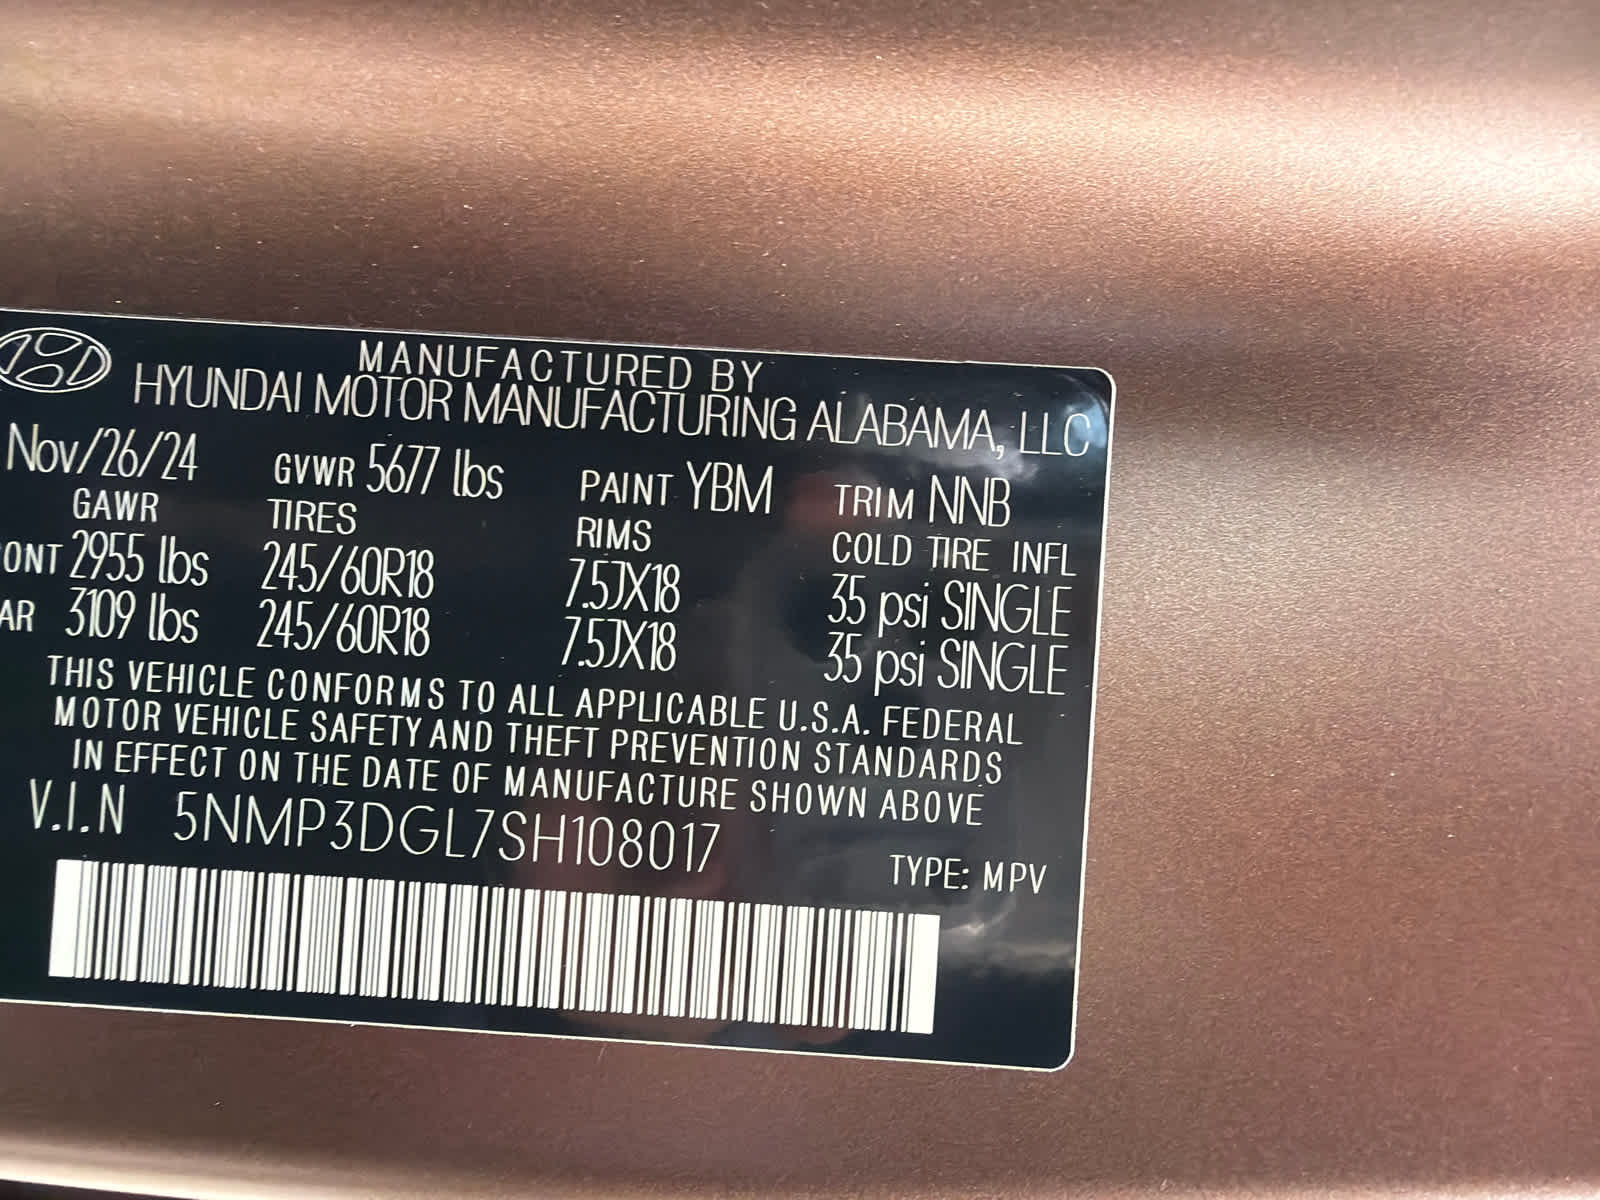 MANUFACTURED BY
HYUNDAI MOTOR MANUFACTURING ALABAMA, LLC
Nov/26/24 GVWR 5677 lbs PAINT YBM TRIM NNB
GAWR TIRES RIMS COLD TIRE INFL
ONT 2955 lbs 245/60R18 7.5JX18 35 psi SINGLE
AR 3109 lbs 245/60R18 7.5JX18 35 psi SINGLE
THIS VEHICLE CONFORMS TO ALL APPLICABLE U.S.A. FEDERAL
MOTOR VEHICLE SAFETY AND THEFT PREVENTION STANDARDS
IN EFFECT ON THE DATE OF MANUFACTURE SHOWN ABOVE
V.I.N 5NMP3DGL7SH108017 TYPE: MPV